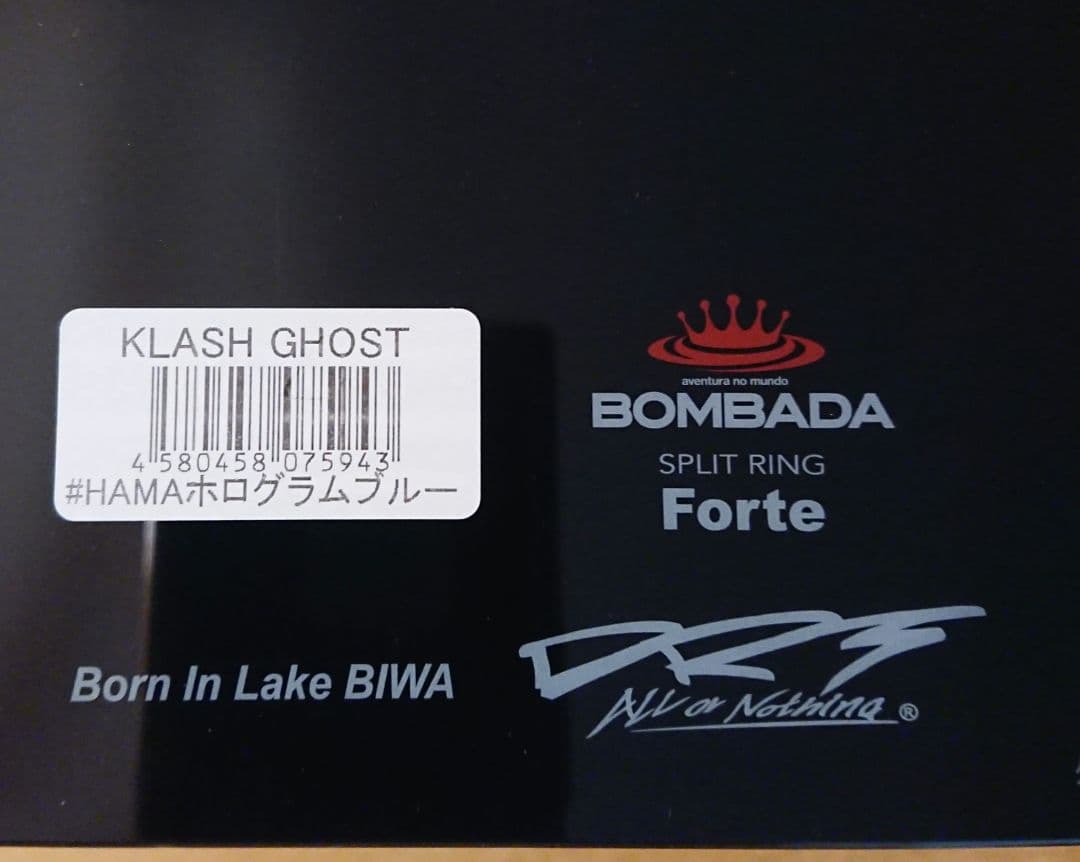 KLASH GHOST
4 580458 075943
#HAMAホログラムブルー
aventura no mundo
BOMBADA
SPLIT RING
Forte
Born In Lake BIWA
DRT
All or Nothing ®